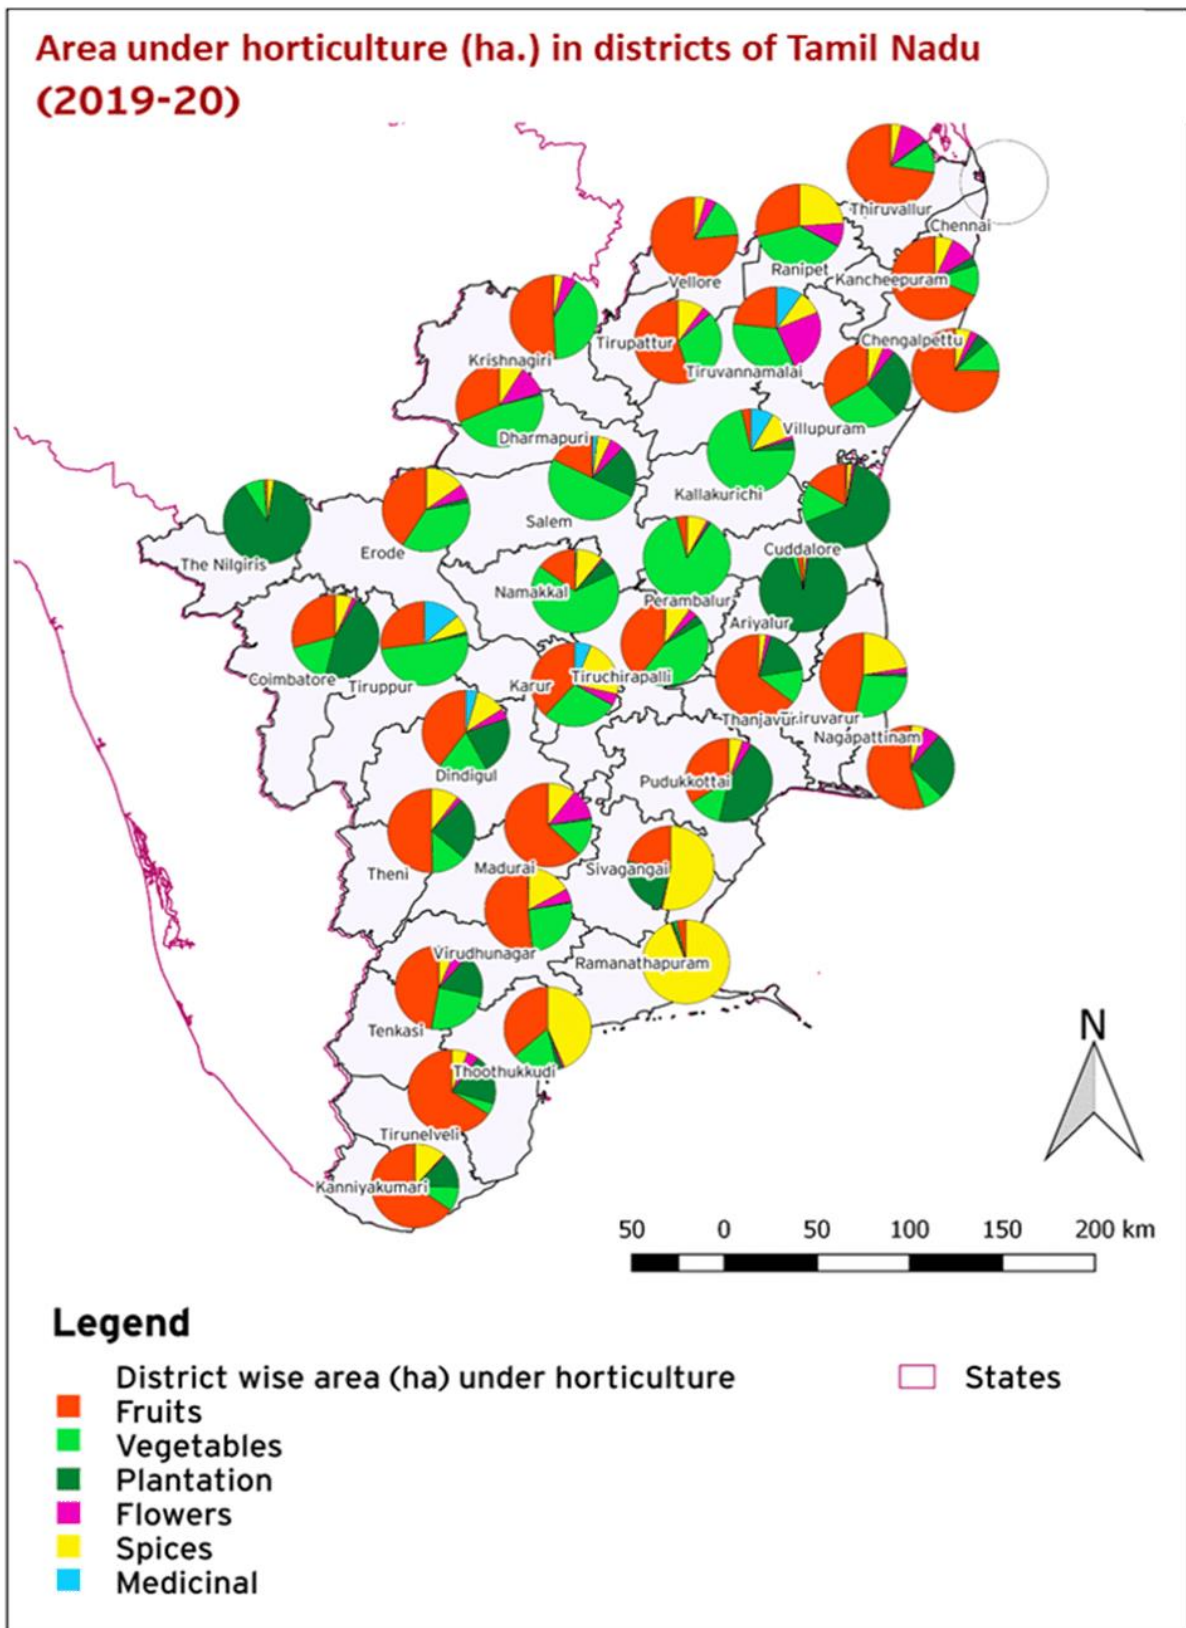 Area under horticulture (ha.) in districts of Tamil Nadu
(2019-20)
Thiruvallur
Chennai
Vellore
Ranipet
Kancheepuram
Krishnagiri
Tirupattur
Tiruvannamalai
Chengalpettu
Dharmapuri
Villupuram
Kallakurichi
Salem
Cuddalore
Erode
The Nilgiris
Namakkal
Perambalur
Ariyalur
Coimbatore
Tiruppur
Karur
Tiruchirapalli
Thanjavur
iruvarur
Nagapattinam
Dindigul
Pudukkottai
Theni
Madurai
Sivagangai
Virudhunagar
Ramanathapuram
Tenkasi
Thoothukkudi
Tirunelveli
Kanniyakumari
N
50 0 50 100 150 200 km
Legend
District wise area (ha) under horticulture
States
Fruits
Vegetables
Plantation
Flowers
Spices
Medicinal